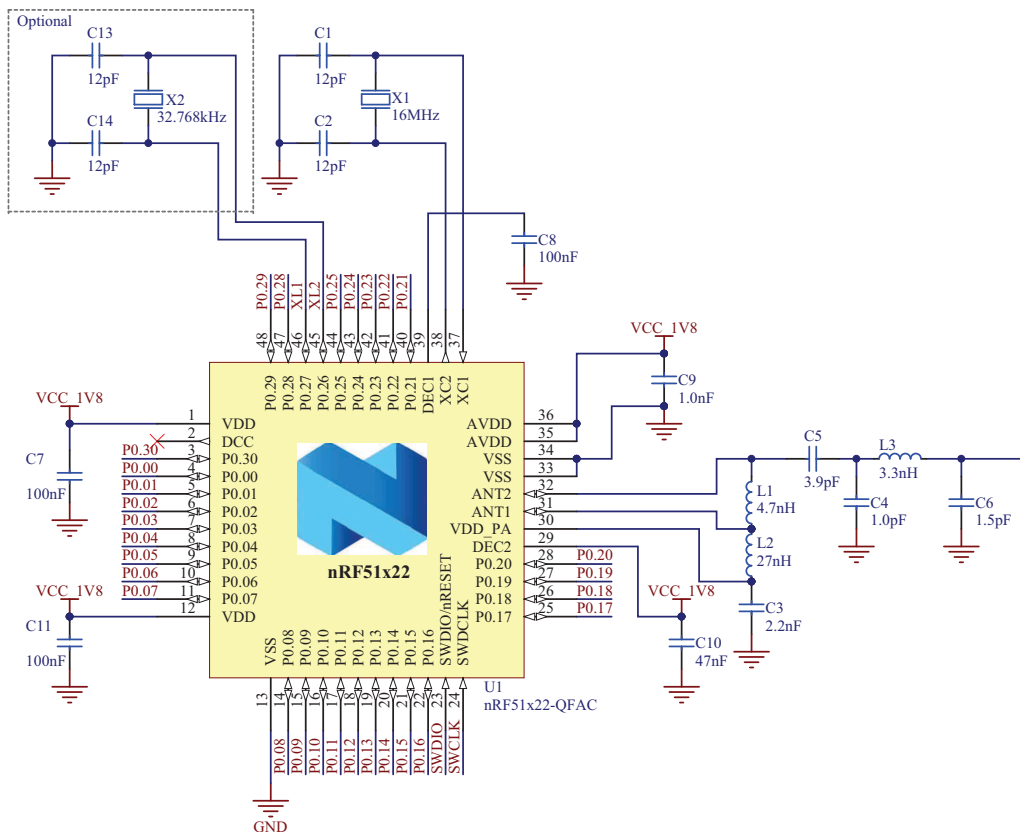 Optional
C13
12pF
X2
32.768kHz
C14
12pF
C1
12pF
X1
16MHz
C2
12pF
C8
100nF
P0.29
P0.28
XL1
XL2
P0.25
P0.24
P0.23
P0.22
P0.21
48
47
46
45
44
43
42
41
40
39
38
37
P0.29
P0.28
P0.27
P0.26
P0.25
P0.24
P0.23
P0.22
P0.21
DEC1
XC2
XC1
VCC_1V8
C7
100nF
VCC_1V8
C11
100nF
1 VDD
2 DCC
P0.30 3 P0.30
P0.00 4 P0.00
P0.01 5 P0.01
P0.02 6 P0.02
P0.03 7 P0.03
P0.04 8 P0.04
P0.05 9 P0.05
P0.06 10 P0.06
P0.07 11 P0.07
12 VDD
nRF51x22
AVDD 36
AVDD 35
VSS 34
VSS 33
ANT2 32
ANT1 31
VDD_PA 30
DEC2 29
P0.20 28 P0.20
P0.19 27 P0.19
P0.18 26 P0.18
P0.17 25 P0.17
VCC_1V8
C9
1.0nF
C5
3.9pF
L3
3.3nH
L1
4.7nH
C4
1.0pF
C6
1.5pF
L2
27nH
C3
2.2nF
VCC_1V8
C10
47nF
VSS
P0.08
P0.09
P0.10
P0.11
P0.12
P0.13
P0.14
P0.15
P0.16
SWDIO/nRESET
SWDCLK
U1
nRF51x22-QFAC
13
14
15
16
17
18
19
20
21
22
23
24
P0.08
P0.09
P0.10
P0.11
P0.12
P0.13
P0.14
P0.15
P0.16
SWDIO
SWCLK
GND